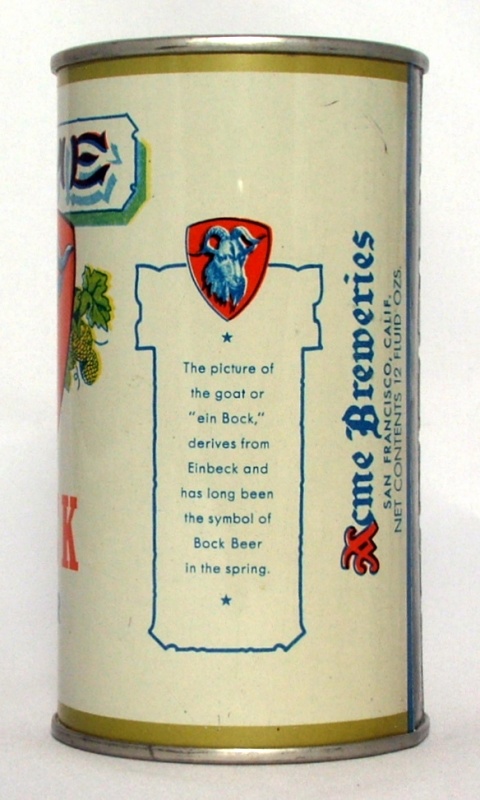 E
K
The picture of
the goat or
"ein Bock,"
derives from
Einbeck and
has long been
the symbol of
Bock Beer
in the spring.
Acme Breweries
SAN FRANCISCO, CALIF.
NET CONTENTS 12 FLUID OZS.